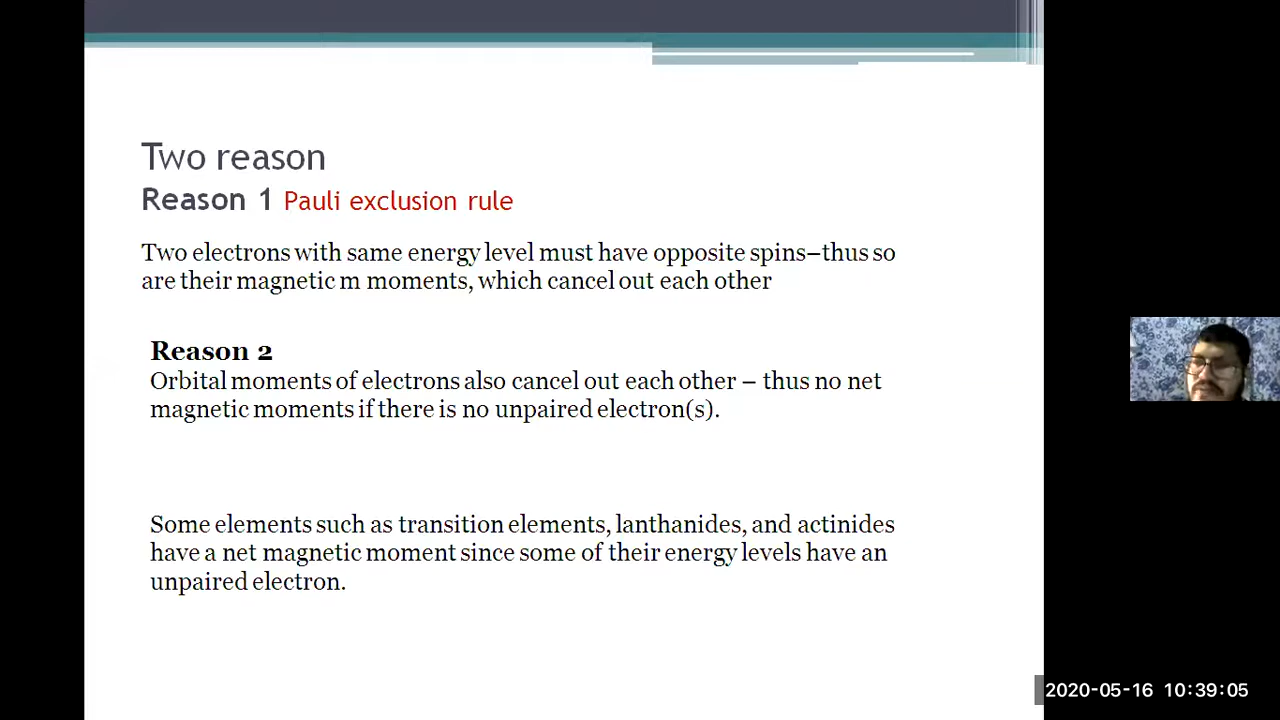 Two reason
Reason 1 Pauli exclusion rule
Two electrons with same energy level must have opposite spins–thus so
are their magnetic m moments, which cancel out each other
Reason 2
Orbital moments of electrons also cancel out each other – thus no net
magnetic moments if there is no unpaired electron(s).
Some elements such as transition elements, lanthanides, and actinides
have a net magnetic moment since some of their energy levels have an
unpaired electron.
2020-05-16 10:39:05